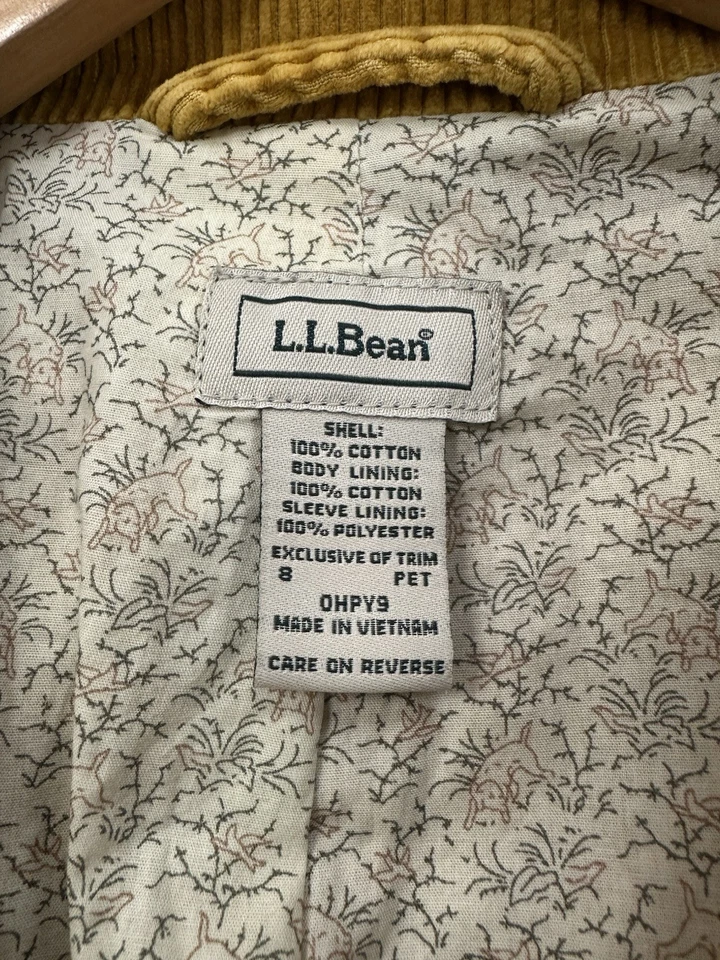 L.L.Bean®
SHELL:
100% COTTON
BODY LINING:
100% COTTON
SLEEVE LINING:
100% POLYESTER
EXCLUSIVE OF TRIM
8 PET
0HPY9
MADE IN VIETNAM
CARE ON REVERSE